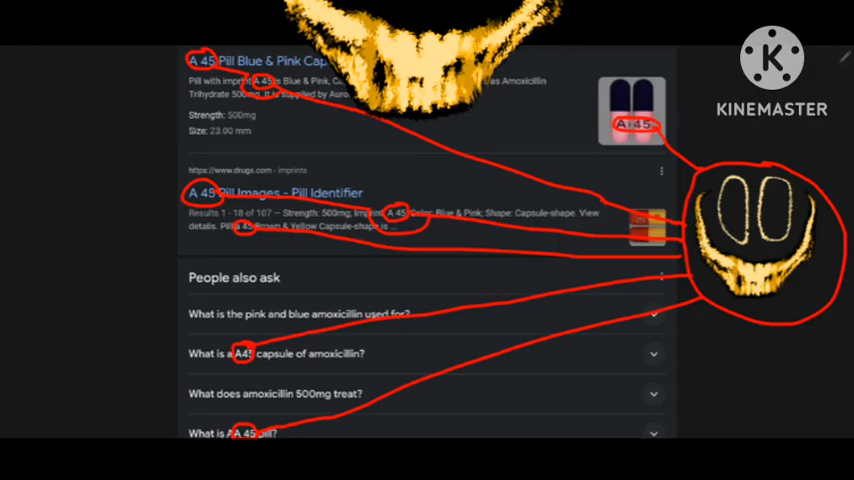 A 45 Pill Blue & Pink Cap
Pill with imprint A 45 is Blue & Pink, C as Amoxicillin
Trihydrate 500mg. It is supplied by Auro
Strength: 500mg
Size: 23.00 mm
A 45
K
KINEMASTER
https://www.drugs.com › imprints
A 45 Pill Images - Pill Identifier
Results 1 - 18 of 107 — Strength: 500mg; Imprint: A 45; Color: Blue & Pink; Shape: Capsule-shape. View
details. Pill a 45 Brown & Yellow Capsule-shape is ...
People also ask
What is the pink and blue amoxicillin used for?
What is a A45 capsule of amoxicillin?
What does amoxicillin 500mg treat?
What is AA 45 pill?